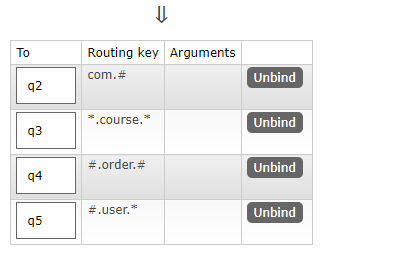 ⇓
To Routing key Arguments
q2 com.# Unbind
q3 *.course.* Unbind
q4 #.order.# Unbind
q5 #.user.* Unbind